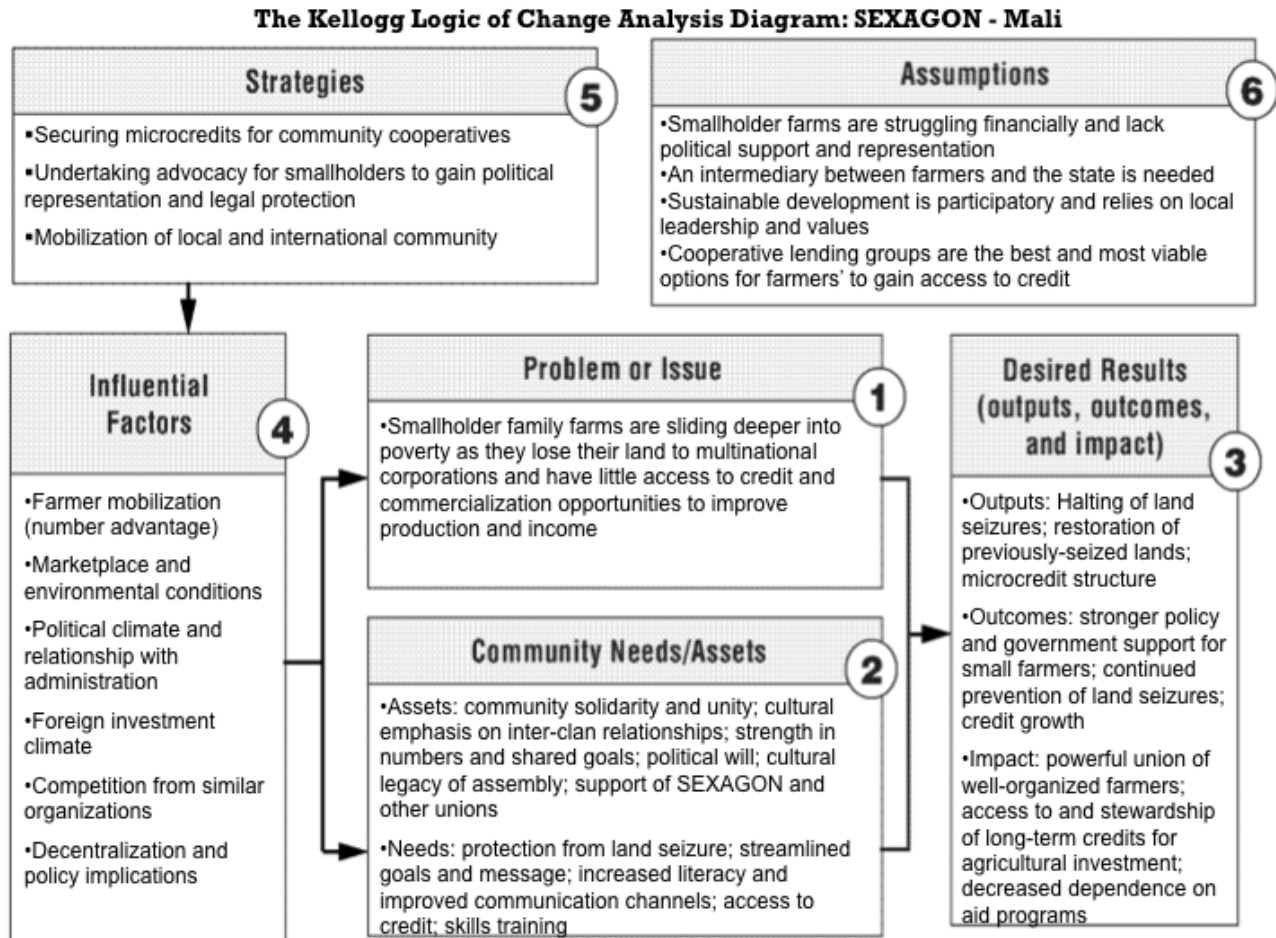 The Kellogg Logic of Change Analysis Diagram: SEXAGON - Mali
Strategies
5
▪Securing microcredits for community cooperatives
▪Undertaking advocacy for smallholders to gain political
representation and legal protection
▪Mobilization of local and international community
Assumptions
6
•Smallholder farms are struggling financially and lack
political support and representation
•An intermediary between farmers and the state is needed
•Sustainable development is participatory and relies on local
leadership and values
•Cooperative lending groups are the best and most viable
options for farmers' to gain access to credit
Influential
Factors
4
•Farmer mobilization
(number advantage)
•Marketplace and
environmental conditions
•Political climate and
relationship with
administration
•Foreign investment
climate
•Competition from similar
organizations
•Decentralization and
policy implications
Problem or Issue
1
•Smallholder family farms are sliding deeper into
poverty as they lose their land to multinational
corporations and have little access to credit and
commercialization opportunities to improve
production and income
Community Needs/Assets
2
•Assets: community solidarity and unity; cultural
emphasis on inter-clan relationships; strength in
numbers and shared goals; political will; cultural
legacy of assembly; support of SEXAGON and
other unions
•Needs: protection from land seizure; streamlined
goals and message; increased literacy and
improved communication channels; access to
credit; skills training
Desired Results
(outputs, outcomes,
and impact)
3
•Outputs: Halting of land
seizures; restoration of
previously-seized lands;
microcredit structure
•Outcomes: stronger policy
and government support for
small farmers; continued
prevention of land seizures;
credit growth
•Impact: powerful union of
well-organized farmers;
access to and stewardship
of long-term credits for
agricultural investment;
decreased dependence on
aid programs